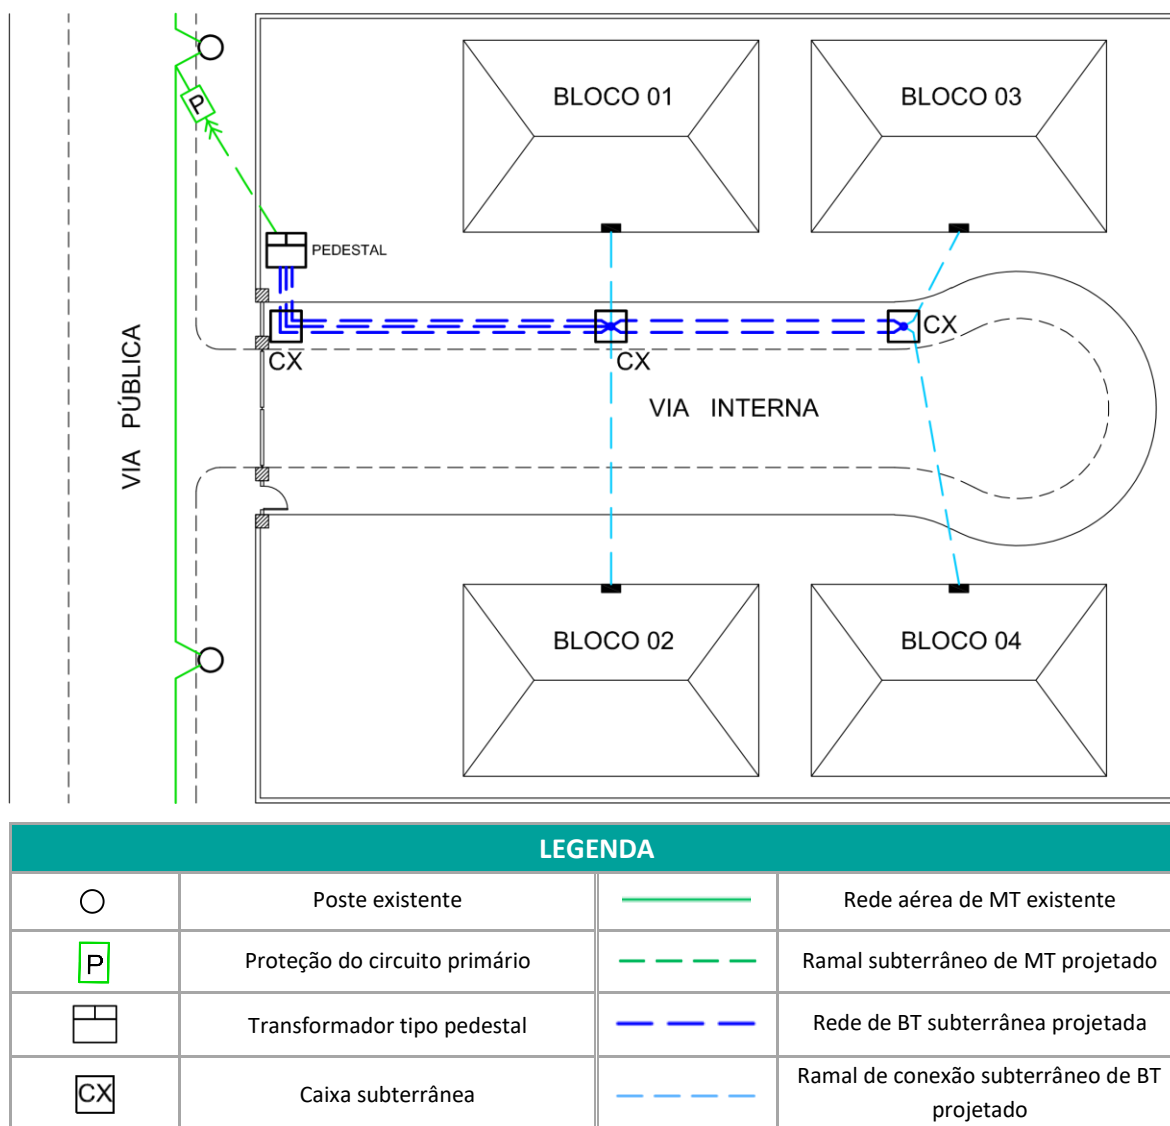 BLOCO 01
BLOCO 03
P
PEDESTAL
CX
CX
CX
VIA PÚBLICA
VIA INTERNA
BLOCO 02
BLOCO 04
LEGENDA
Poste existente
Rede aérea de MT existente
P
Proteção do circuito primário
Ramal subterrâneo de MT projetado
Transformador tipo pedestal
Rede de BT subterrânea projetada
CX
Caixa subterrânea
Ramal de conexão subterrâneo de BT
projetado